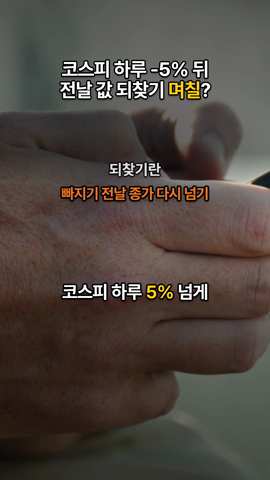 코스피 하루 -5% 뒤
전날 값 되찾기 며칠?
되찾기란
빠지기 전날 종가 다시 넘기
코스피 하루 5% 넘게